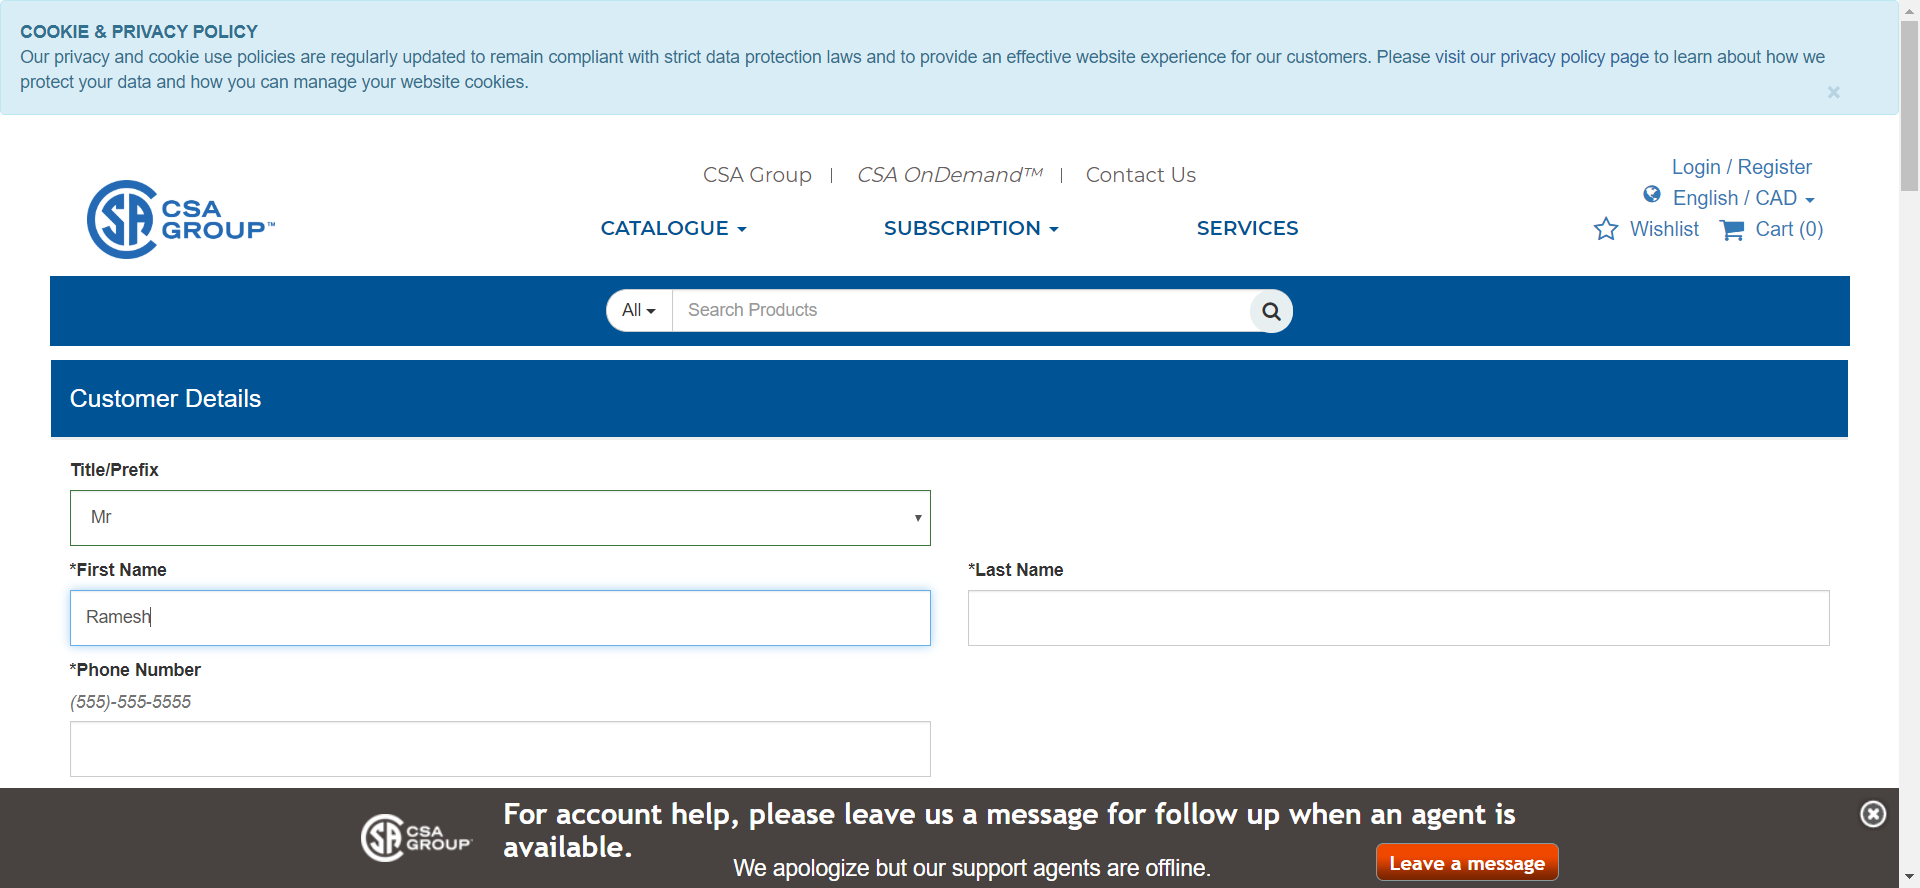 COOKIE & PRIVACY POLICY
Our privacy and cookie use policies are regularly updated to remain compliant with strict data protection laws and to provide an effective website experience for our customers. Please visit our privacy policy page to learn about how we
protect your data and how you can manage your website cookies.
×
CSA Group | CSA OnDemand™ | Contact Us
Login / Register
English / CAD
CSA
GROUP™
CATALOGUE
SUBSCRIPTION
SERVICES
Wishlist
Cart (0)
All
Search Products
Customer Details
Title/Prefix
Mr
*First Name
*Last Name
Ramesh
*Phone Number
(555)-555-5555
CSA
GROUP
For account help, please leave us a message for follow up when an agent is
available.
We apologize but our support agents are offline.
Leave a message